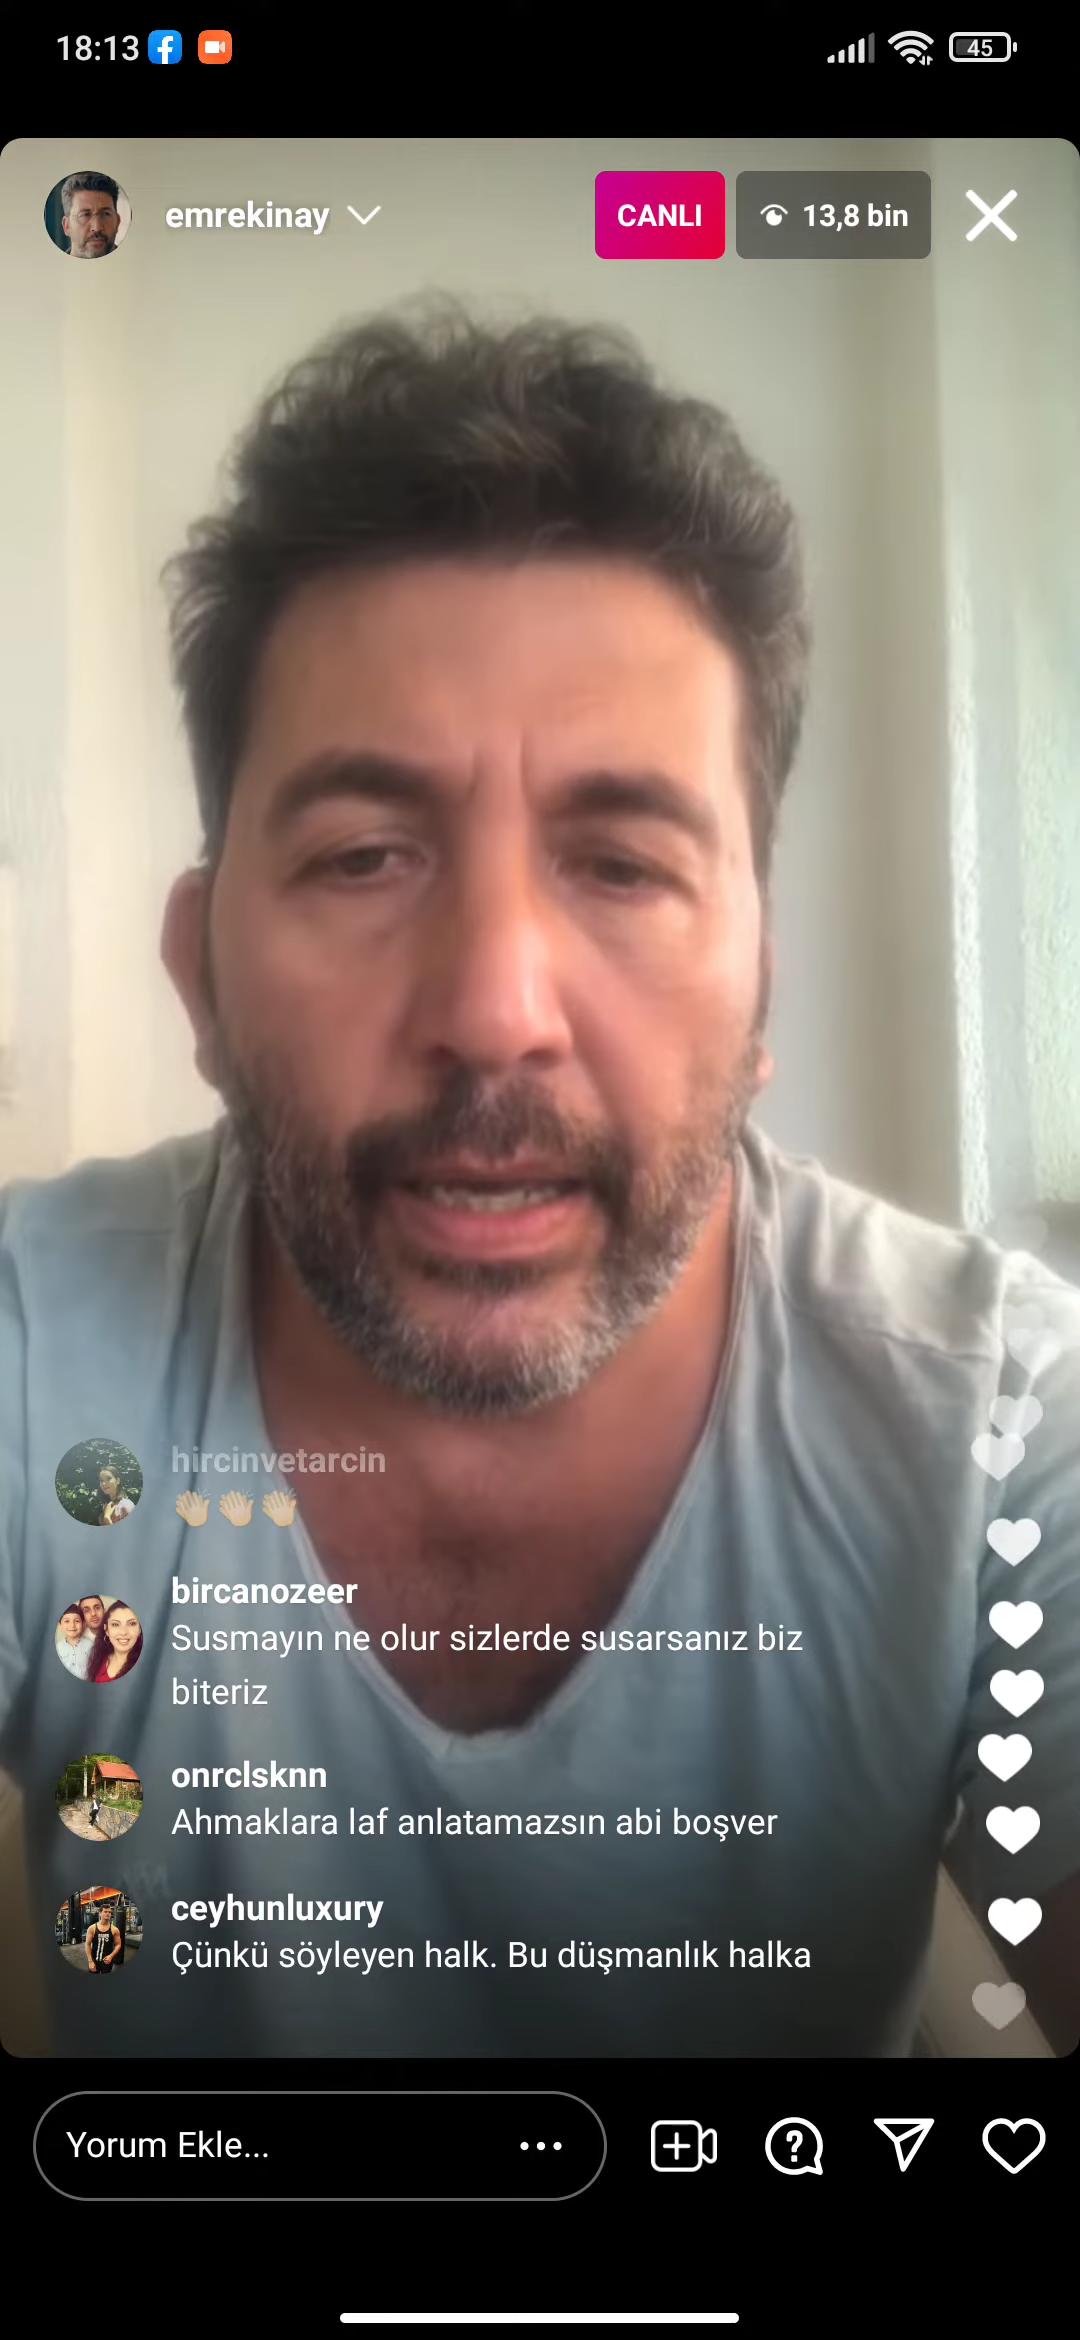 18:13
45
emrekinay
CANLI
13,8 bin
hircinvetarcin
👏🏻👏🏻👏🏻
bircanozeer
Susmayın ne olur sizlerde susarsanız biz
biteriz
onrclsknn
Ahmaklara laf anlatamazsın abi boşver
ceyhunluxury
Çünkü söyleyen halk. Bu düşmanlık halka
Yorum Ekle...